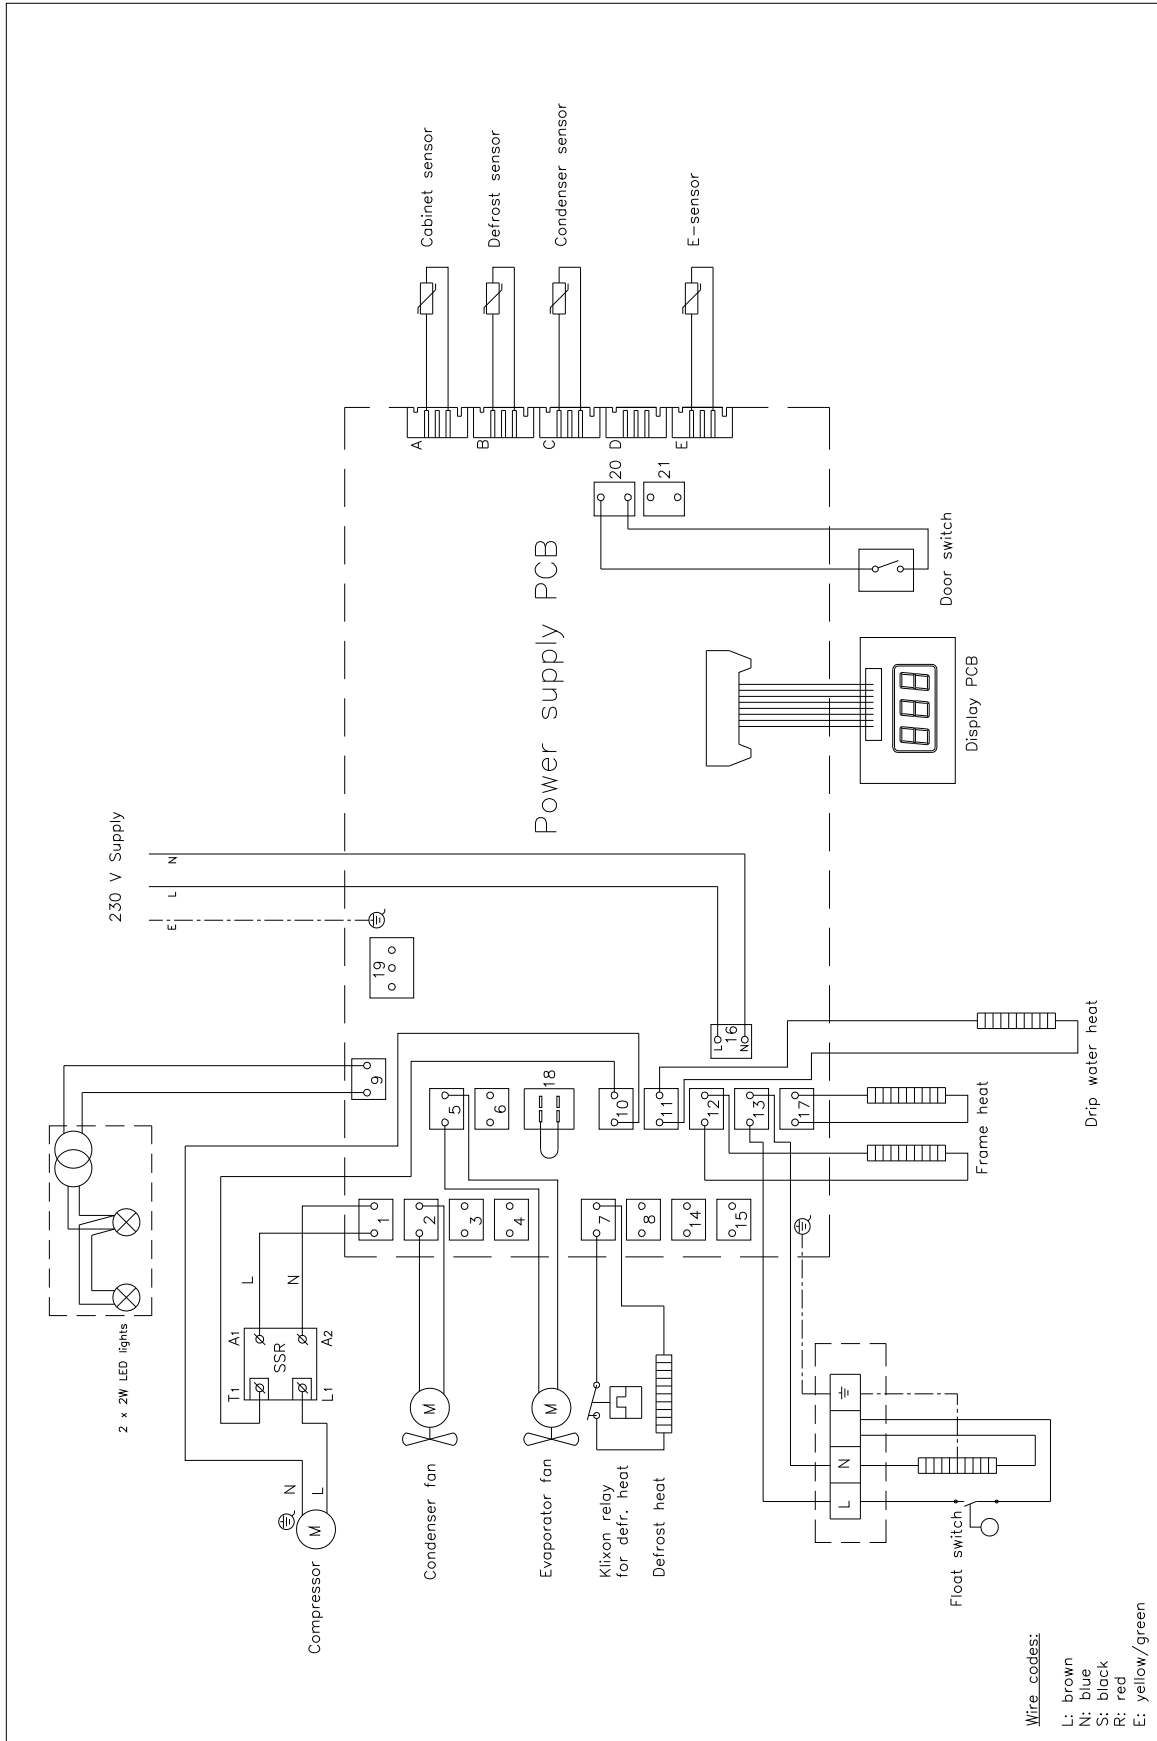 Cabinet sensor
Defrost sensor
Condenser sensor
E-sensor
A
B
C
D
E
20
21
Door switch
Power supply PCB
Display PCB
230 V Supply
N
L
E
19
L
16
N
9
5
6
18
10
11
12
13
17
Drip water heat
Frame heat
1
2
3
4
7
8
14
15
2 x 2W LED lights
L
N
A1
A2
SSR
T1
L1
N
L
M
Compressor
M
Condenser fan
M
Evaporator fan
Klixon relay
for defr. heat
Defrost heat
N
L
Float switch
Wire codes:
L: brown
N: blue
S: black
R: red
E: yellow/green